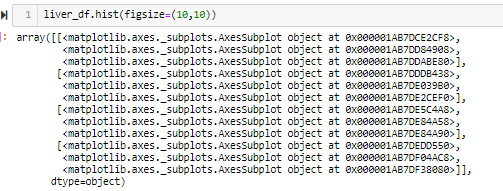 1 liver_df.hist(figsize=(10,10))
: array([[<matplotlib.axes._subplots.AxesSubplot object at 0x000001AB7DCE2CF8>,
<matplotlib.axes._subplots.AxesSubplot object at 0x000001AB7DD84908>,
<matplotlib.axes._subplots.AxesSubplot object at 0x000001AB7DDABE80>],
[<matplotlib.axes._subplots.AxesSubplot object at 0x000001AB7DDDB438>,
<matplotlib.axes._subplots.AxesSubplot object at 0x000001AB7DE039B0>,
<matplotlib.axes._subplots.AxesSubplot object at 0x000001AB7DE2CEF0>],
[<matplotlib.axes._subplots.AxesSubplot object at 0x000001AB7DE5C4A8>,
<matplotlib.axes._subplots.AxesSubplot object at 0x000001AB7DE84A58>,
<matplotlib.axes._subplots.AxesSubplot object at 0x000001AB7DE84A90>],
[<matplotlib.axes._subplots.AxesSubplot object at 0x000001AB7DEDD550>,
<matplotlib.axes._subplots.AxesSubplot object at 0x000001AB7DF04AC8>,
<matplotlib.axes._subplots.AxesSubplot object at 0x000001AB7DF38080>]],
dtype=object)